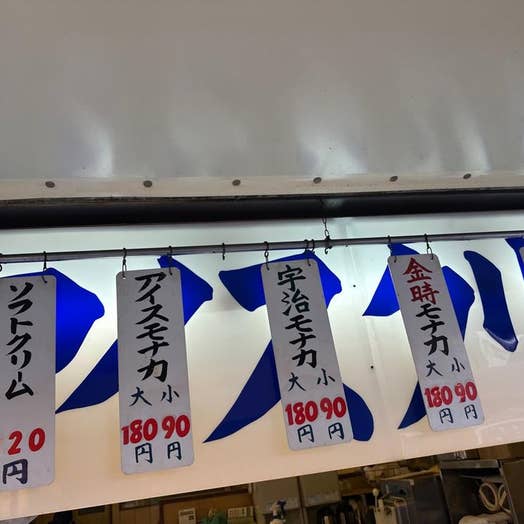 ソフトクリーム
20
円
アイスモナカ
大 小
180 90
円 円
宇治モナカ
大 小
180 90
円 円
金時モナカ
大 小
180 90
円 円